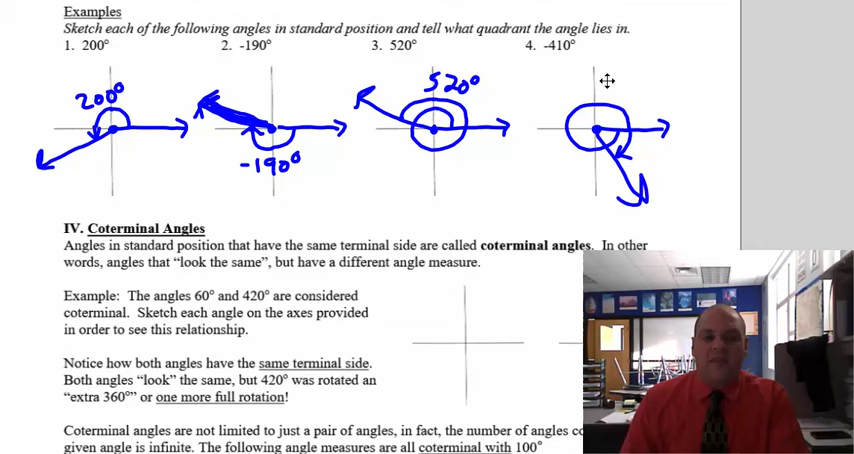 Examples
Sketch each of the following angles in standard position and tell what quadrant the angle lies in.
1. 200° 2. -190° 3. 520° 4. -410°
200° 520°
-190°
IV. Coterminal Angles
Angles in standard position that have the same terminal side are called coterminal angles. In other
words, angles that “look the same”, but have a different angle measure.
Example: The angles 60° and 420° are considered
coterminal. Sketch each angle on the axes provided
in order to see this relationship.
Notice how both angles have the same terminal side.
Both angles “look” the same, but 420° was rotated an
“extra 360°” or one more full rotation!
Coterminal angles are not limited to just a pair of angles, in fact, the number of angles
given angle is infinite. The following angle measures are all coterminal with 100°